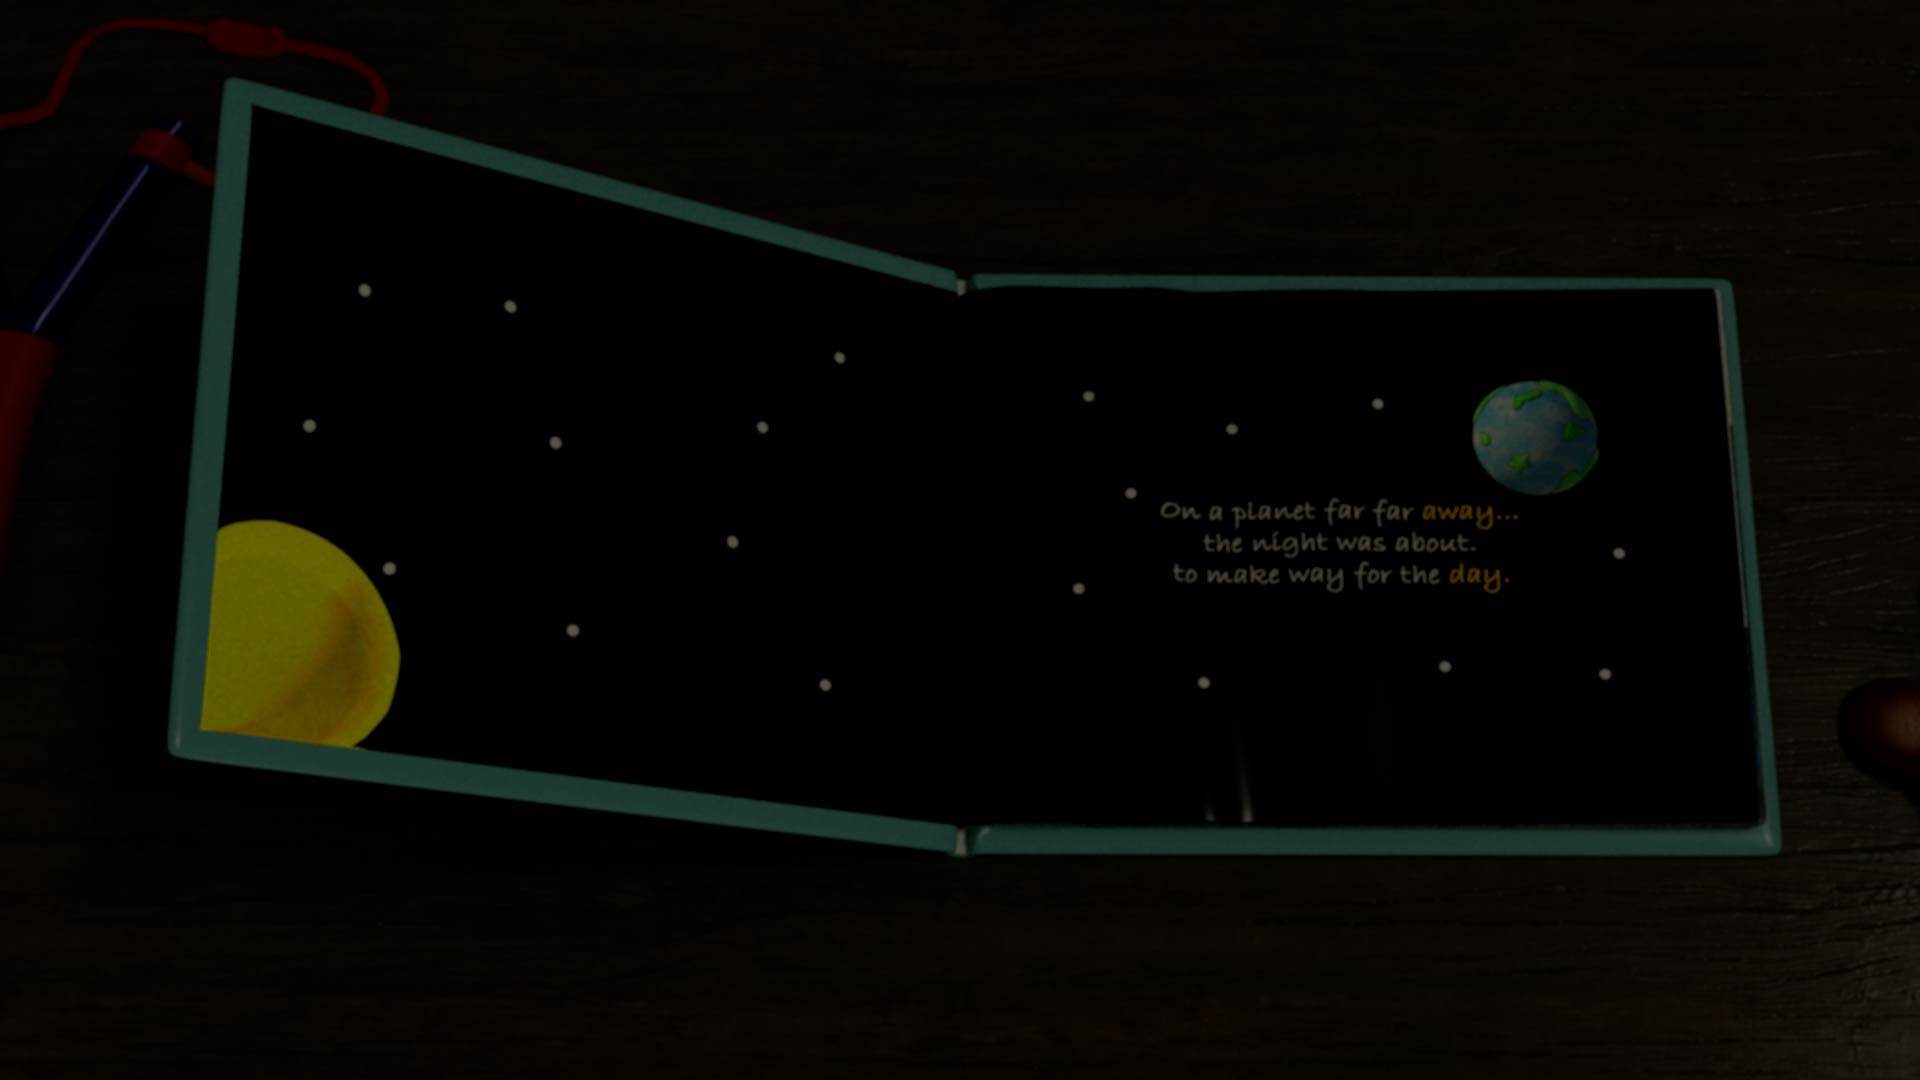 On a planet far far away...
the night was about.
to make way for the day.